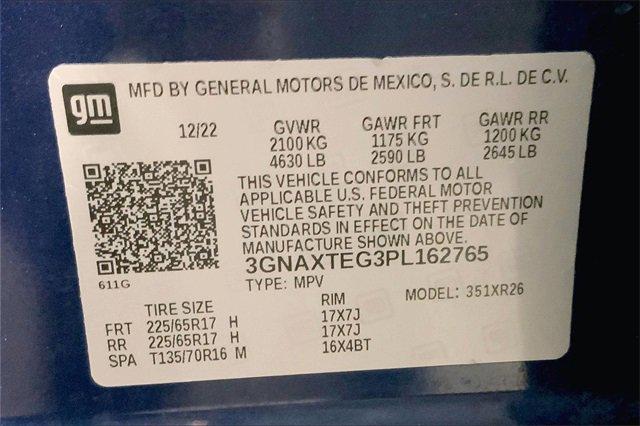 gm
MFD BY GENERAL MOTORS DE MEXICO, S. DE R.L. DE C.V.
12/22 GVWR GAWR FRT GAWR RR
2100 KG 1175 KG 1200 KG
4630 LB 2590 LB 2645 LB
THIS VEHICLE CONFORMS TO ALL
APPLICABLE U.S. FEDERAL MOTOR
VEHICLE SAFETY AND THEFT PREVENTION
STANDARDS IN EFFECT ON THE DATE OF
MANUFACTURE SHOWN ABOVE.
3GNAXTEG3PL162765
611G
TYPE: MPV MODEL: 351XR26
TIRE SIZE RIM
FRT 225/65R17 H 17X7J
RR 225/65R17 H 17X7J
SPA T135/70R16 M 16X4BT